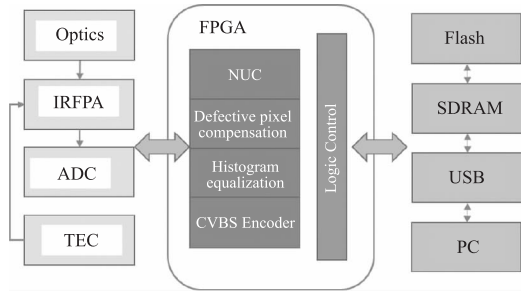 Optics
IRFPA
ADC
TEC
FPGA
NUC
Defective pixel
compensation
Histogram
equalization
CVBS Encoder
Logic Control
Flash
SDRAM
USB
PC